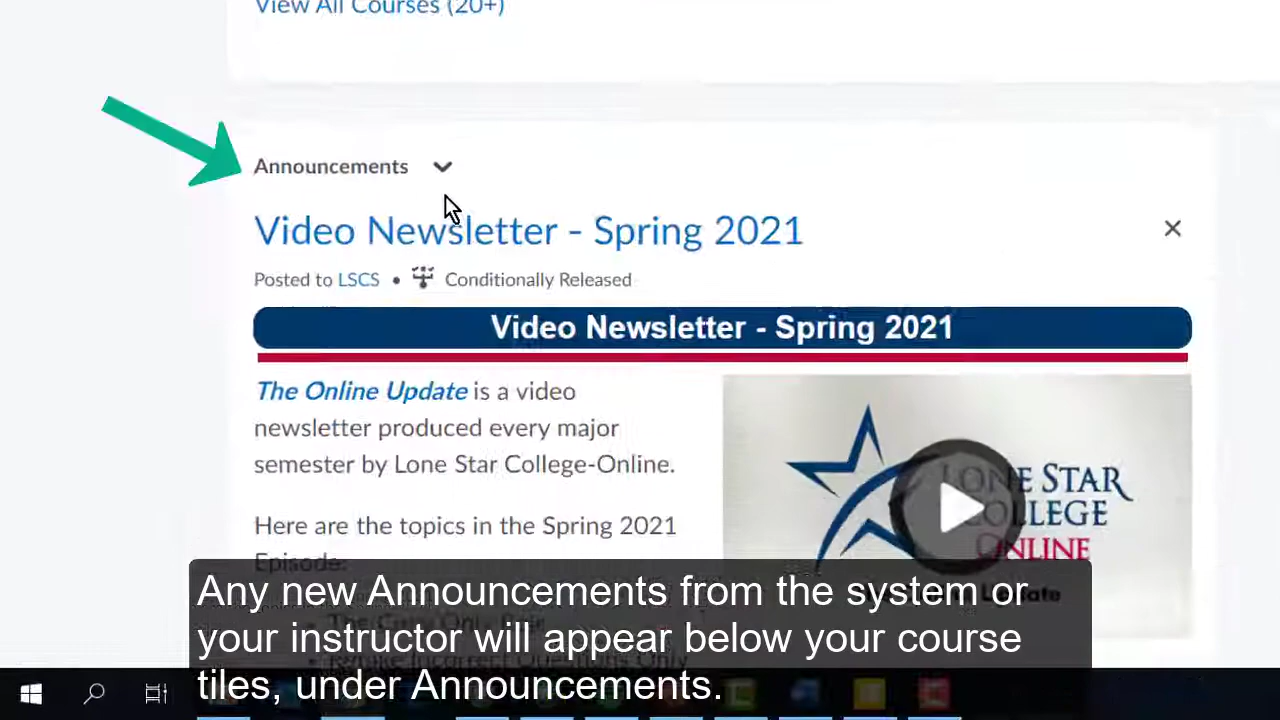 View All Courses (20+)
Announcements
Video Newsletter - Spring 2021
Posted to LSCS • Conditionally Released
Video Newsletter - Spring 2021
The Online Update is a video
newsletter produced every major
semester by Lone Star College-Online.
Here are the topics in the Spring 2021
Episode:
LONE STAR
COLLEGE
ONLINE
Any new Announcements from the system or
your instructor will appear below your course
tiles, under Announcements.